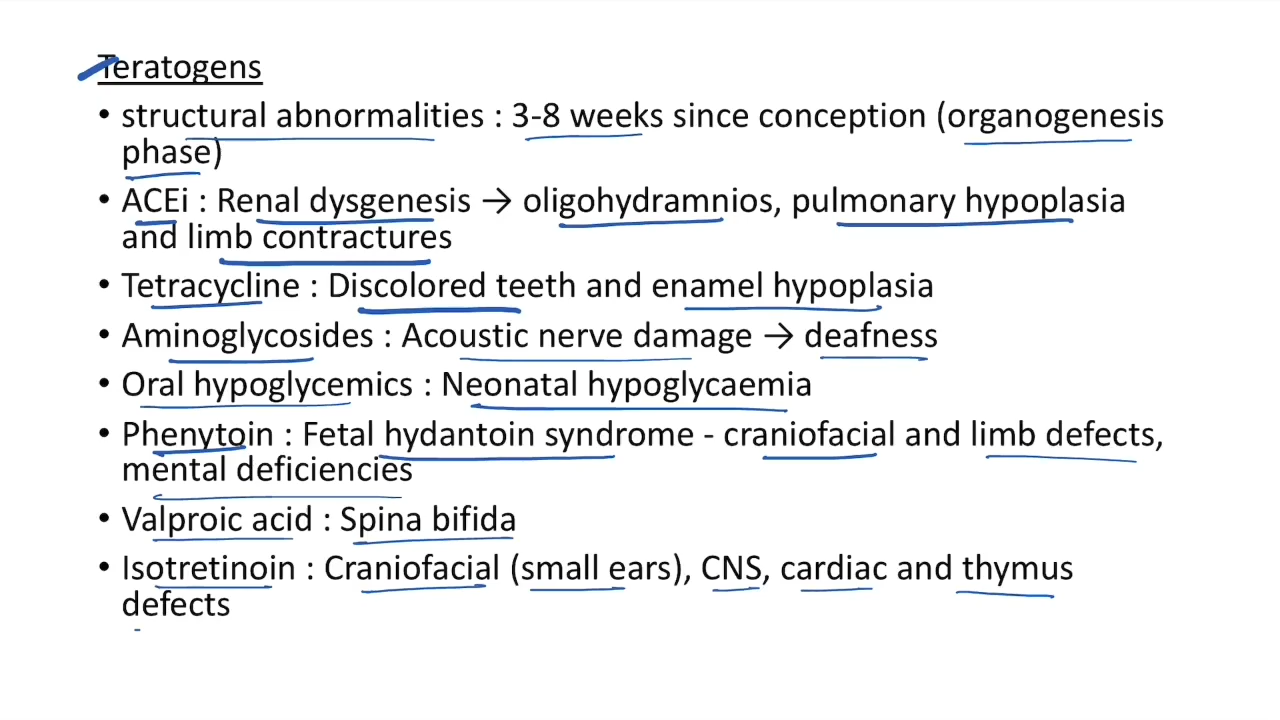 Teratogens
• structural abnormalities : 3-8 weeks since conception (organogenesis
phase)
• ACEi : Renal dysgenesis → oligohydramnios, pulmonary hypoplasia
and limb contractures
• Tetracycline : Discolored teeth and enamel hypoplasia
• Aminoglycosides : Acoustic nerve damage → deafness
• Oral hypoglycemics : Neonatal hypoglycaemia
• Phenytoin : Fetal hydantoin syndrome - craniofacial and limb defects,
mental deficiencies
• Valproic acid : Spina bifida
• Isotretinoin : Craniofacial (small ears), CNS, cardiac and thymus
defects